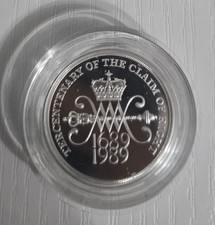 TERCENTENARY OF THE CLAIM OF RIGHT
1689
1989